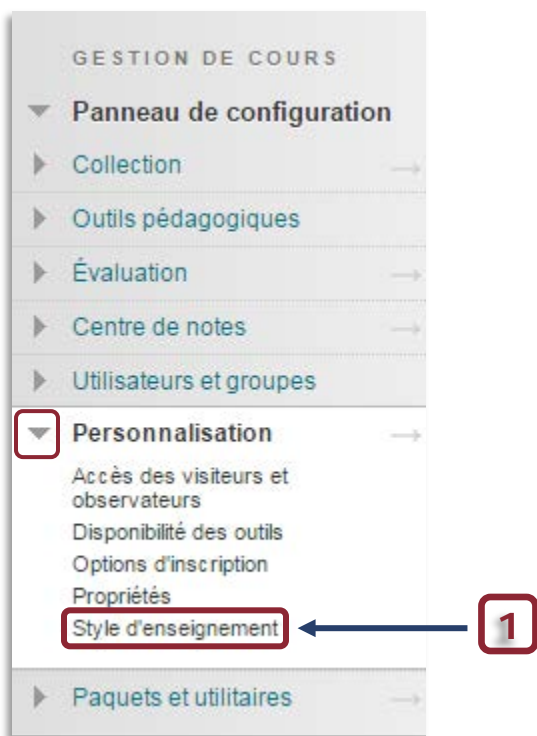 GESTION DE COURS
Panneau de configuration
Collection
Outils pédagogiques
Évaluation
Centre de notes
Utilisateurs et groupes
Personnalisation
Accès des visiteurs et
observateurs
Disponibilité des outils
Options d'inscription
Propriétés
Style d'enseignement
1
Paquets et utilitaires